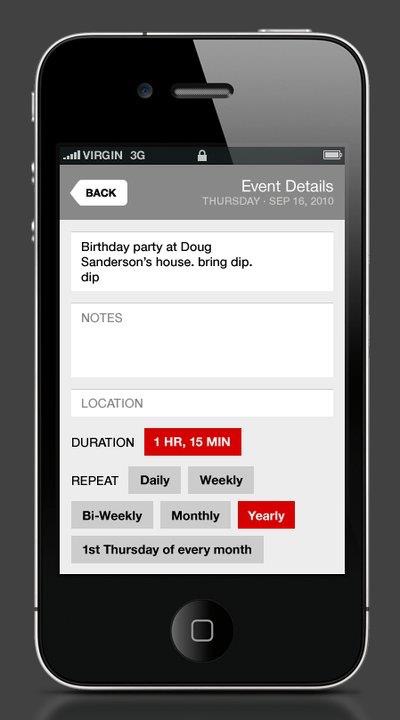 VIRGIN 3G
BACK
Event Details
THURSDAY · SEP 16, 2010
Birthday party at Doug
Sanderson's house. bring dip.
dip
NOTES
LOCATION
DURATION 1 HR, 15 MIN
REPEAT Daily Weekly
Bi-Weekly Monthly Yearly
1st Thursday of every month